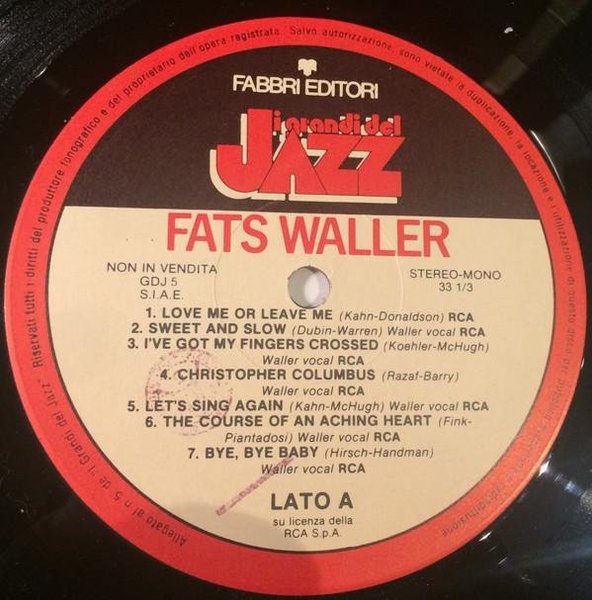 Riservati tutti i diritti del produttore fonografico e del proprietario dell'opera registrata. Salvo autorizzazione, sono vietate la duplicazione, la locazione e l'utilizzazione di questo disco per
FABBRI EDITORI
i grandi del
JAZZ
FATS WALLER
NON IN VENDITA
GDJ 5
S.I.A.E.
STEREO-MONO
33 1/3
1. LOVE ME OR LEAVE ME (Kahn-Donaldson) RCA
2. SWEET AND SLOW (Dubin-Warren) Waller vocal RCA
3. I'VE GOT MY FINGERS CROSSED (Koehler-McHugh)
Waller vocal RCA
4. CHRISTOPHER COLUMBUS (Razaf-Barry)
Waller vocal RCA
5. LET'S SING AGAIN (Kahn-McHugh) Waller vocal RCA
6. THE COURSE OF AN ACHING HEART (Fink-
Piantadosi) Waller vocal RCA
7. BYE, BYE BABY (Hirsch-Handman)
Waller vocal RCA
LATO A
su licenza della
RCA S.p.A.
Allegato al n. 5 de "I Grandi del Jazz"